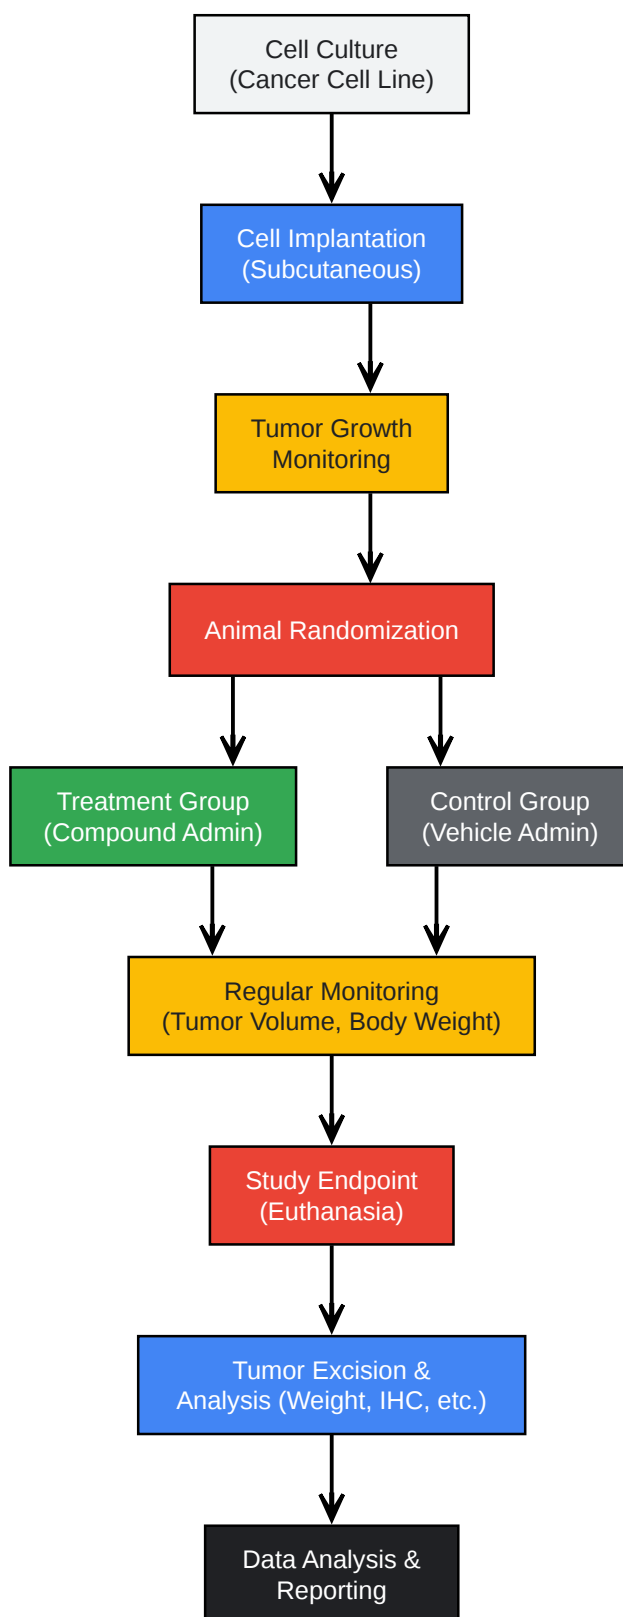 Cell Culture
(Cancer Cell Line)
Cell Implantation
(Subcutaneous)
Tumor Growth
Monitoring
Animal Randomization
Treatment Group
(Compound Admin)
Control Group
(Vehicle Admin)
Regular Monitoring
(Tumor Volume, Body Weight)
Study Endpoint
(Euthanasia)
Tumor Excision &
Analysis (Weight, IHC, etc.)
Data Analysis &
Reporting